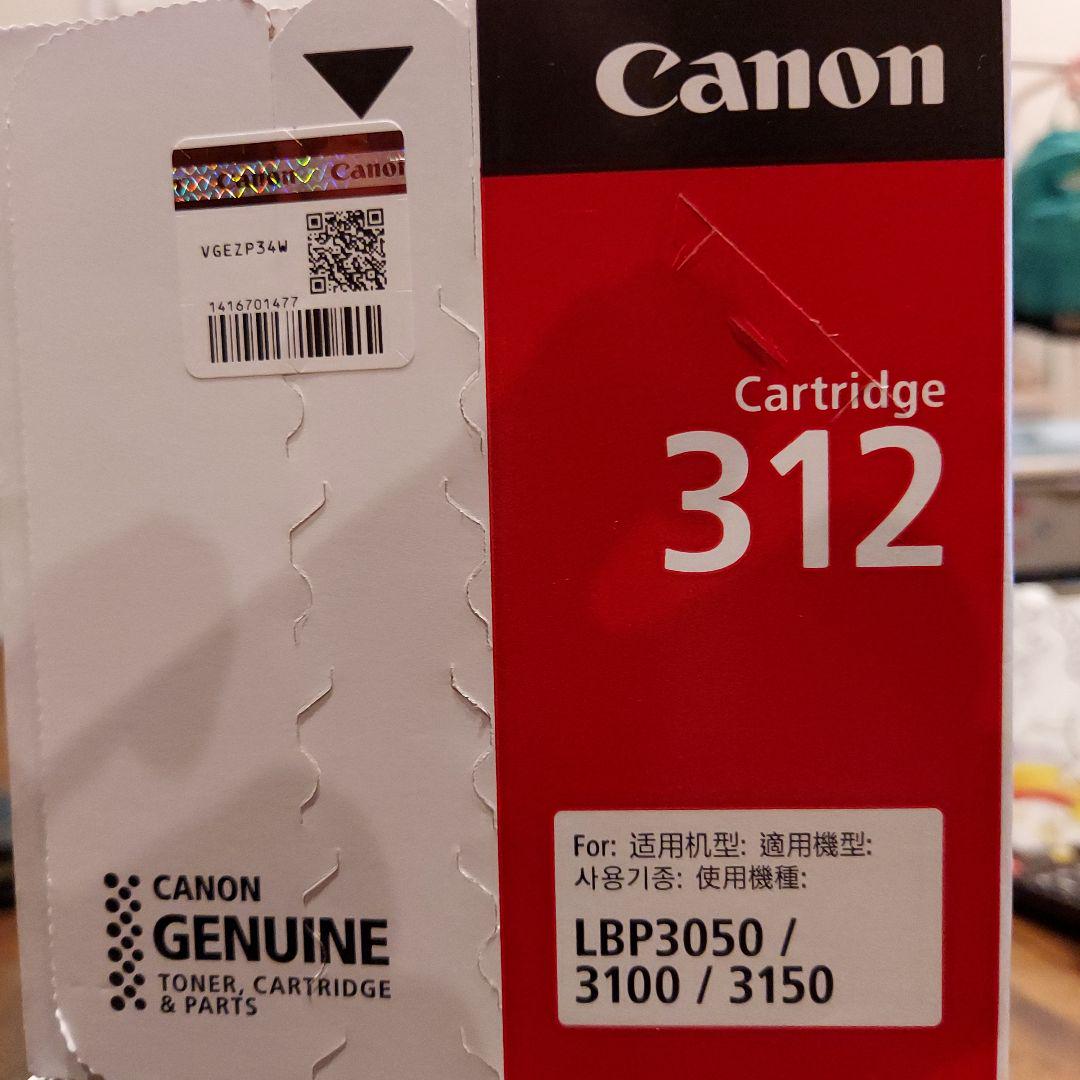 Canon
Canon Canon
VGEZP34W
1416701477
Cartridge
312
For: 适用机型: 適用機型:
사용기종: 使用機種:
LBP3050 /
3100 / 3150
CANON
GENUINE
TONER, CARTRIDGE
& PARTS